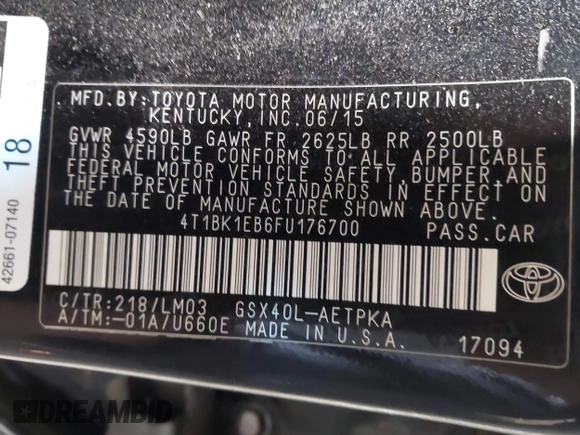 MFD.BY:TOYOTA MOTOR MANUFACTURING,
KENTUCKY, INC.06/15
GVWR 4590LB GAWR FR 2625LB RR 2500LB
THIS VEHICLE CONFORMS TO ALL APPLICABLE
FEDERAL MOTOR VEHICLE SAFETY, BUMPER, AND
THEFT PREVENTION STANDARDS IN EFFECT ON
THE DATE OF MANUFACTURE SHOWN ABOVE.
4T1BK1EB6FU176700 PASS.CAR
C/TR:218/LM03 GSX40L-AETPKA
A/TM:-01A/U660E MADE IN U.S.A. 17094
18
42661-07140
DREAMBID